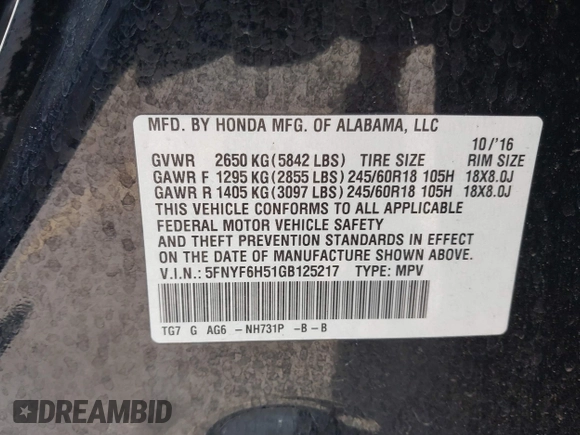 MFD. BY HONDA MFG. OF ALABAMA, LLC
10/'16
GVWR 2650 KG (5842 LBS) TIRE SIZE RIM SIZE
GAWR F 1295 KG (2855 LBS) 245/60R18 105H 18X8.0J
GAWR R 1405 KG (3097 LBS) 245/60R18 105H 18X8.0J
THIS VEHICLE CONFORMS TO ALL APPLICABLE
FEDERAL MOTOR VEHICLE SAFETY
AND THEFT PREVENTION STANDARDS IN EFFECT
ON THE DATE OF MANUFACTURE SHOWN ABOVE.
V.I.N.: 5FNYF6H51GB125217 TYPE: MPV
TG7 G AG6 - NH731P -B - B
DREAMBID